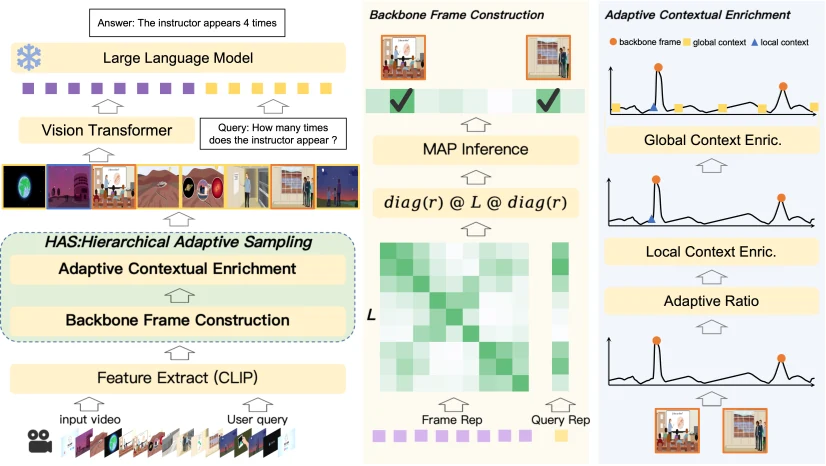 Answer: The instructor appears 4 times
Large Language Model
Vision Transformer
Query: How many times
does the instructor appear ?
HAS:Hierarchical Adaptive Sampling
Adaptive Contextual Enrichment
Backbone Frame Construction
Feature Extract (CLIP)
input video
User query
Backbone Frame Construction
MAP Inference
diag(r) @ L @ diag(r)
L
Frame Rep
Query Rep
Adaptive Contextual Enrichment
backbone frame
global context
local context
Global Context Enric.
Local Context Enric.
Adaptive Ratio